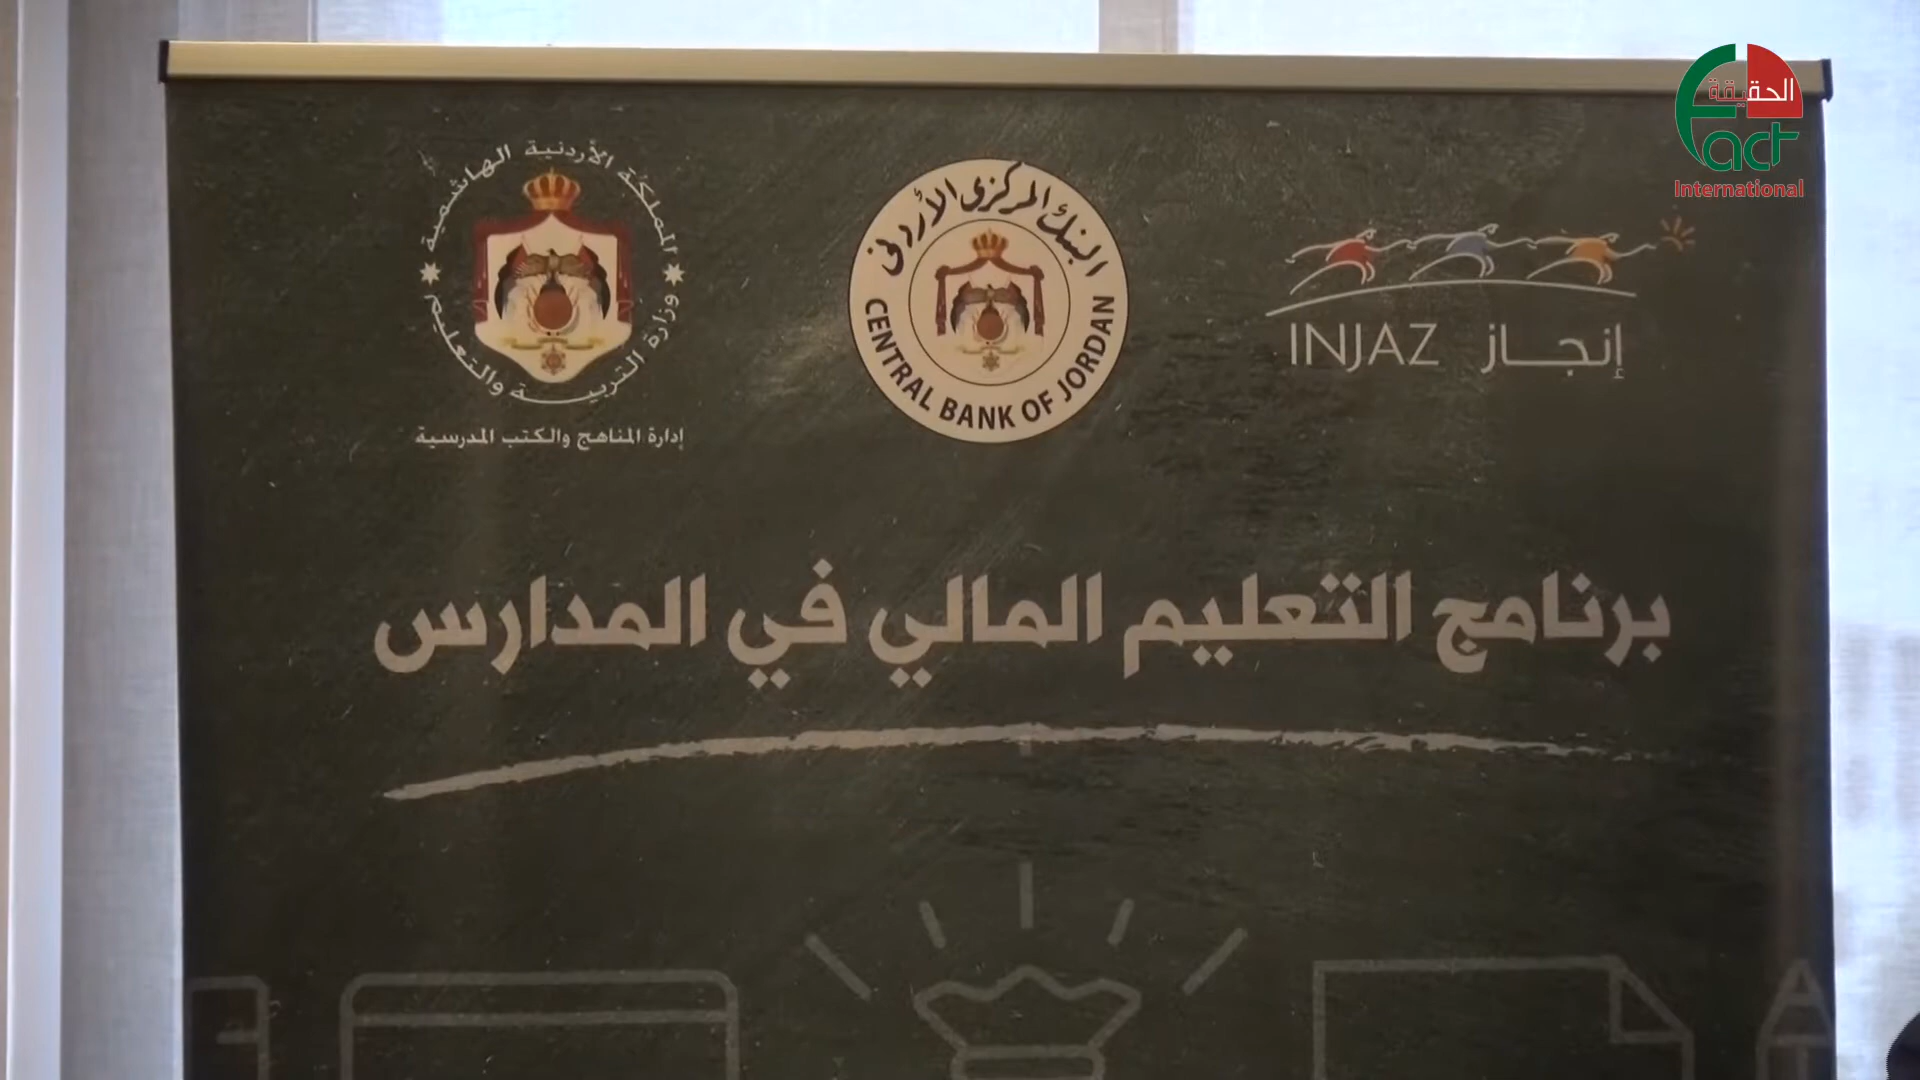 الحقيقة
Fact
International
المملكة الأردنية الهاشمية
وزارة التربية والتعليم
إدارة المناهج والكتب المدرسية
البنك المركزي الأردني
CENTRAL BANK OF JORDAN
INJAZ إنجاز
برنامج التعليم المالي في المدارس